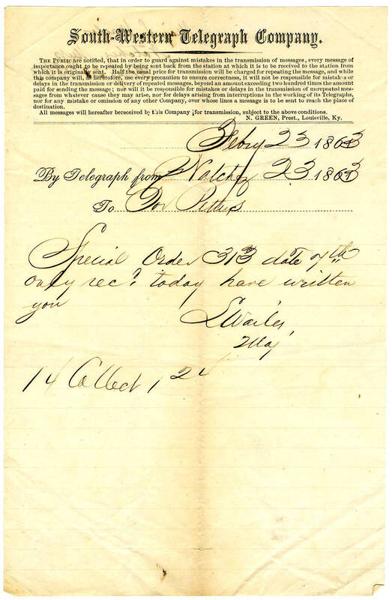 South-Western Telegraph Company.
THE PUBLIC are notified, that in order to guard against mistakes in the transmission of messages, every message of
importance ought to be repeated by being sent back from the station at which it is to be received to the station from
which it is originally sent. Half the usual price for transmission will be charged for repeating the message, and while
this company will, as heretofore, use every precaution to ensure correctness, it will not be responsible for mistakes or
delays in the transmission or delivery of repeated messages, beyond an amount exceeding two hundred times the amount
paid for sending the message; nor will it be responsible for mistakes or delays in the transmission of unrepeated messages
from whatever cause they may arise, nor for delays arising from interruptions in the working of its Telegraphs,
nor for any mistake or omission of any other Company, over whose lines a message is to be sent to reach the place of
destination.
All messages will hereafter be received by this Company for transmission, subject to the above conditions.
N. GREEN, Prest., Louisville, Ky.
Febry 23 1863
By Telegraph from Natchez 23 1863
To Gov Pettus
Special Order 313 date of 7th
only recd today have written
you
L Wailes
Maj
14 Collect 1 24